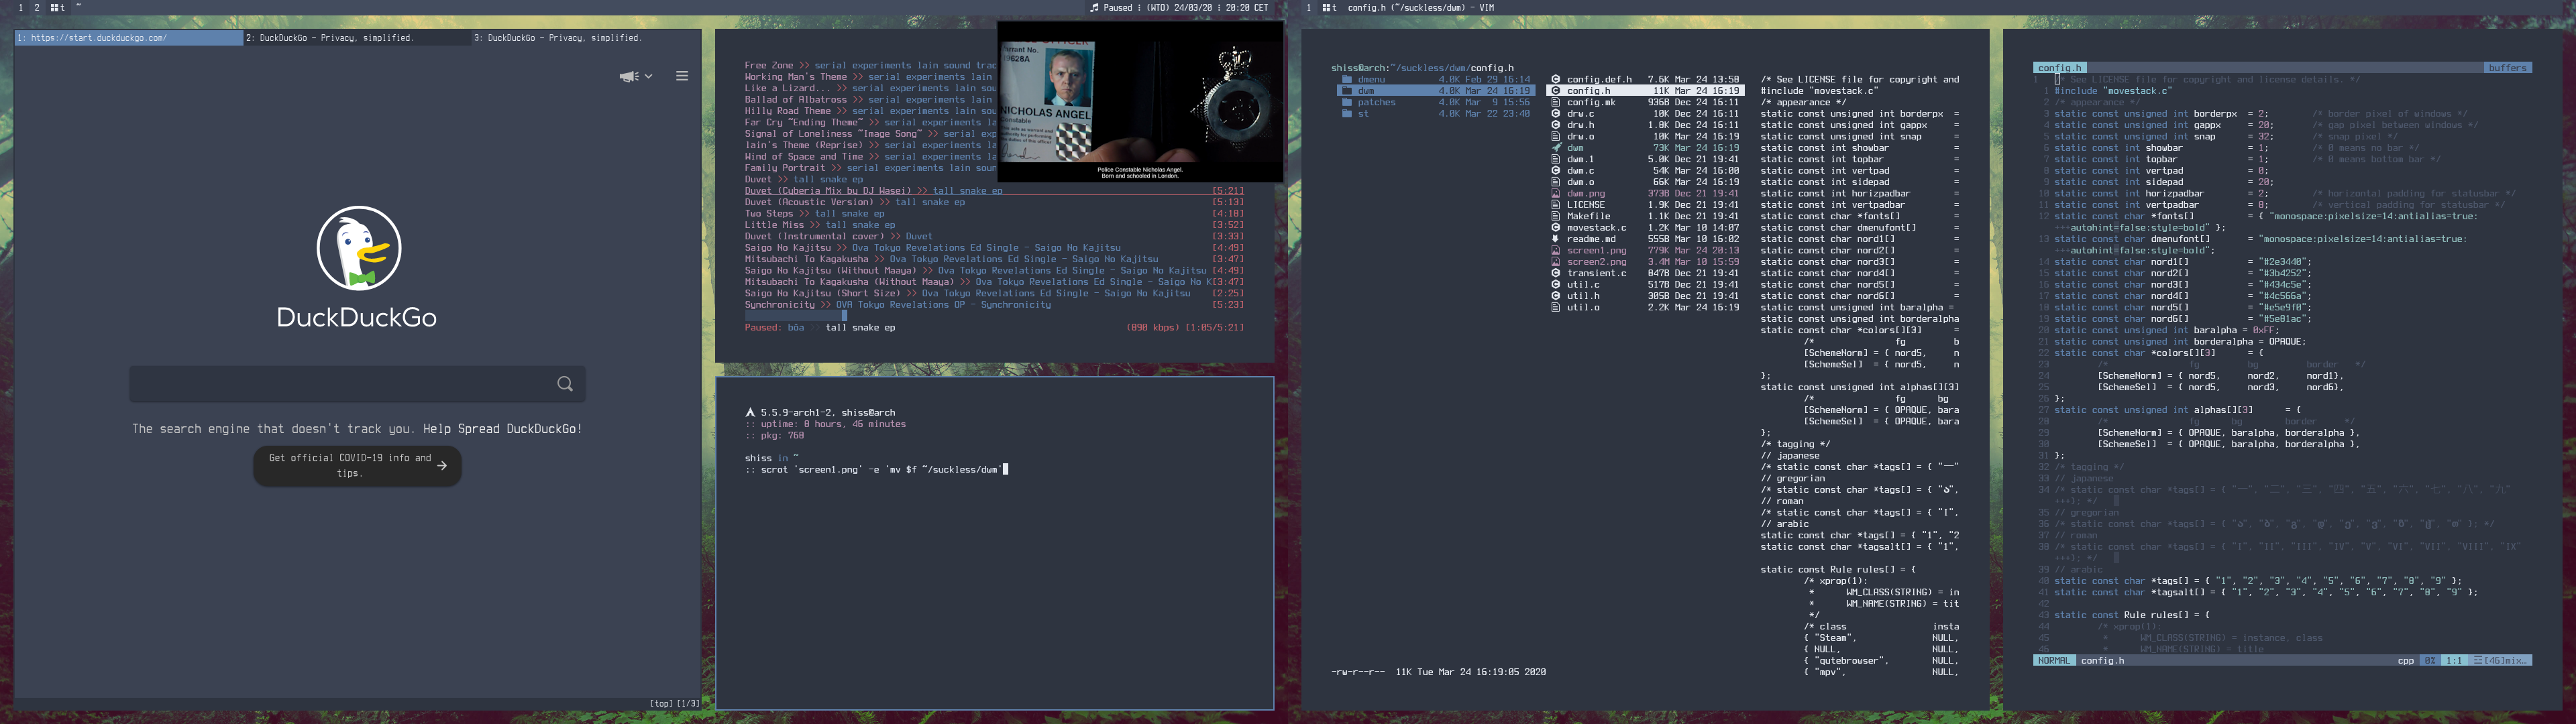 1 2 t ~
Paused ⁞ (WTO) 24/03/20 ⁞ 20:20 CET
1: https://start.duckduckgo.com/
2: DuckDuckGo - Privacy, simplified.
3: DuckDuckGo - Privacy, simplified.
DuckDuckGo
The search engine that doesn't track you. Help Spread DuckDuckGo!
Get official COVID-19 info and
tips.
[top] [1/3]
Free Zone >> serial experiments lain sound trac
Working Man's Theme >> serial experiments lain
Like a Lizard... >> serial experiments lain sou
Ballad of Albatross >> serial experiments lain
Hilly Road Theme >> serial experiments lain sou
Far Cry ~Ending Theme~ >> serial experiments la
Signal of Loneliness ~Image Song~ >> serial exp
lain's Theme (Reprise) >> serial experiments la
Wind of Space and Time >> serial experiments la
Family Portrait >> serial experiments lain soun
Duvet >> tall snake ep
Duvet (Cyberia Mix by DJ Wasei) >> tall snake ep [5:21]
Duvet (Acoustic Version) >> tall snake ep [5:13]
Two Steps >> tall snake ep [4:18]
Little Miss >> tall snake ep [3:52]
Duvet (Instrumental cover) >> Duvet [3:33]
Saigo No Kajitsu >> Ova Tokyo Revelations Ed Single - Saigo No Kajitsu [4:49]
Mitsubachi To Kagakusha >> Ova Tokyo Revelations Ed Single - Saigo No Kajitsu [3:47]
Saigo No Kajitsu (Without Maaya) >> Ova Tokyo Revelations Ed Single - Saigo No Kajitsu [4:49]
Mitsubachi To Kagakusha (Without Maaya) >> Ova Tokyo Revelations Ed Single - Saigo No K[3:47]
Saigo No Kajitsu (Short Size) >> Ova Tokyo Revelations Ed Single - Saigo No Kajitsu [2:25]
Synchronicity >> OVA Tokyo Revelations OP - Synchronicity [5:23]
Paused: bôa :: tall snake ep (890 kbps) [1:05/5:21]
arrant No.
9628A
NICHOLAS ANGEL
Constable
Police Constable Nicholas Angel.
Born and schooled in London.
5.5.9-arch1-2, shiss@arch
:: uptime: 8 hours, 46 minutes
:: pkg: 768
shiss in ~
:: scrot 'screen1.png' -e 'mv $f ~/suckless/dwm'
1 t config.h (~/suckless/dwm) - VIM
shiss@arch:~/suckless/dwm/config.h
dmenu 4.0K Feb 29 16:14
dwm 4.0K Mar 24 16:19
patches 4.0K Mar 9 15:56
st 4.0K Mar 22 23:40
config.def.h 7.6K Mar 24 13:58
config.h 11K Mar 24 16:19
config.mk 936B Dec 24 16:11
drw.c 10K Dec 24 16:11
drw.h 1.8K Dec 24 16:11
drw.o 10K Mar 24 16:19
dwm 73K Mar 24 16:19
dwm.1 5.0K Dec 21 19:41
dwm.c 54K Mar 24 16:00
dwm.o 66K Mar 24 16:19
dwm.png 373B Dec 21 19:41
LICENSE 1.9K Dec 21 19:41
Makefile 1.1K Dec 21 19:41
movestack.c 1.2K Mar 10 14:07
readme.md 555B Mar 10 16:02
screen1.png 779K Mar 24 20:13
screen2.png 3.4M Mar 10 15:59
transient.c 847B Dec 21 19:41
util.c 517B Dec 21 19:41
util.h 305B Dec 21 19:41
util.o 2.2K Mar 24 16:19
-rw-r--r-- 11K Tue Mar 24 16:19:05 2020
/* See LICENSE file for copyright and
#include "movestack.c"
/* appearance */
static const unsigned int borderpx =
static const unsigned int gappx =
static const unsigned int snap =
static const int showbar =
static const int topbar =
static const int vertpad =
static const int sidepad =
static const int horizpadbar =
static const int vertpadbar =
static const char *fonts[] =
static const char dmenufont[] =
static const char nord1[] =
static const char nord2[] =
static const char nord3[] =
static const char nord4[] =
static const char nord5[] =
static const char nord6[] =
static const unsigned int baralpha =
static const unsigned int borderalpha
static const char *colors[][3] =
/* fg b
[SchemeNorm] = { nord5, n
[SchemeSel] = { nord5, n
};
static const unsigned int alphas[][3]
/* fg bg
[SchemeNorm] = { OPAQUE, bara
[SchemeSel] = { OPAQUE, bara
};
/* tagging */
// japanese
/* static const char *tags[] = { "一"
// gregorian
/* static const char *tags[] = { "ა",
// roman
/* static const char *tags[] = { "I",
// arabic
static const char *tags[] = { "1", "2
static const char *tagsalt[] = { "1",
static const Rule rules[] = {
/* xprop(1):
* WM_CLASS(STRING) = in
* WM_NAME(STRING) = tit
*/
/* class insta
{ "Steam", NULL,
{ NULL, NULL,
{ "qutebrowser", NULL,
{ "mpv", NULL,
config.h buffers
1 /* See LICENSE file for copyright and license details. */
1 #include "movestack.c"
2 /* appearance */
3 static const unsigned int borderpx = 2; /* border pixel of windows */
4 static const unsigned int gappx = 20; /* gap pixel between windows */
5 static const unsigned int snap = 32; /* snap pixel */
6 static const int showbar = 1; /* 0 means no bar */
7 static const int topbar = 1; /* 0 means bottom bar */
8 static const int vertpad = 0;
9 static const int sidepad = 20;
10 static const int horizpadbar = 2; /* horizontal padding for statusbar */
11 static const int vertpadbar = 8; /* vertical padding for statusbar */
12 static const char *fonts[] = { "monospace:pixelsize=14:antialias=true:
+++autohint=false:style=bold" };
13 static const char dmenufont[] = "monospace:pixelsize=14:antialias=true:
+++autohint=false:style=bold";
14 static const char nord1[] = "#2e3440";
15 static const char nord2[] = "#3b4252";
16 static const char nord3[] = "#434c5e";
17 static const char nord4[] = "#4c566a";
18 static const char nord5[] = "#e5e9f0";
19 static const char nord6[] = "#5e81ac";
20 static const unsigned int baralpha = 0xFF;
21 static const unsigned int borderalpha = OPAQUE;
22 static const char *colors[][3] = {
23 /* fg bg border */
24 [SchemeNorm] = { nord5, nord2, nord1},
25 [SchemeSel] = { nord5, nord3, nord6},
26 };
27 static const unsigned int alphas[][3] = {
28 /* fg bg border */
29 [SchemeNorm] = { OPAQUE, baralpha, borderalpha },
30 [SchemeSel] = { OPAQUE, baralpha, borderalpha },
31 };
32 /* tagging */
33 // japanese
34 /* static const char *tags[] = { "一", "二", "三", "四", "五", "六", "七", "八", "九"
+++}; */
35 // gregorian
36 /* static const char *tags[] = { "ა", "ბ", "გ", "დ", "ე", "ვ", "ზ", "ჱ", "თ" }; */
37 // roman
38 /* static const char *tags[] = { "I", "II", "III", "IV", "V", "VI", "VII", "VIII", "IX"
+++}; */
39 // arabic
40 static const char *tags[] = { "1", "2", "3", "4", "5", "6", "7", "8", "9" };
41 static const char *tagsalt[] = { "1", "2", "3", "4", "5", "6", "7", "8", "9" };
42
43 static const Rule rules[] = {
44 /* xprop(1):
45 * WM_CLASS(STRING) = instance, class
46 * WM_NAME(STRING) = title
NORMAL config.h cpp 0% 1:1 [46]mix…